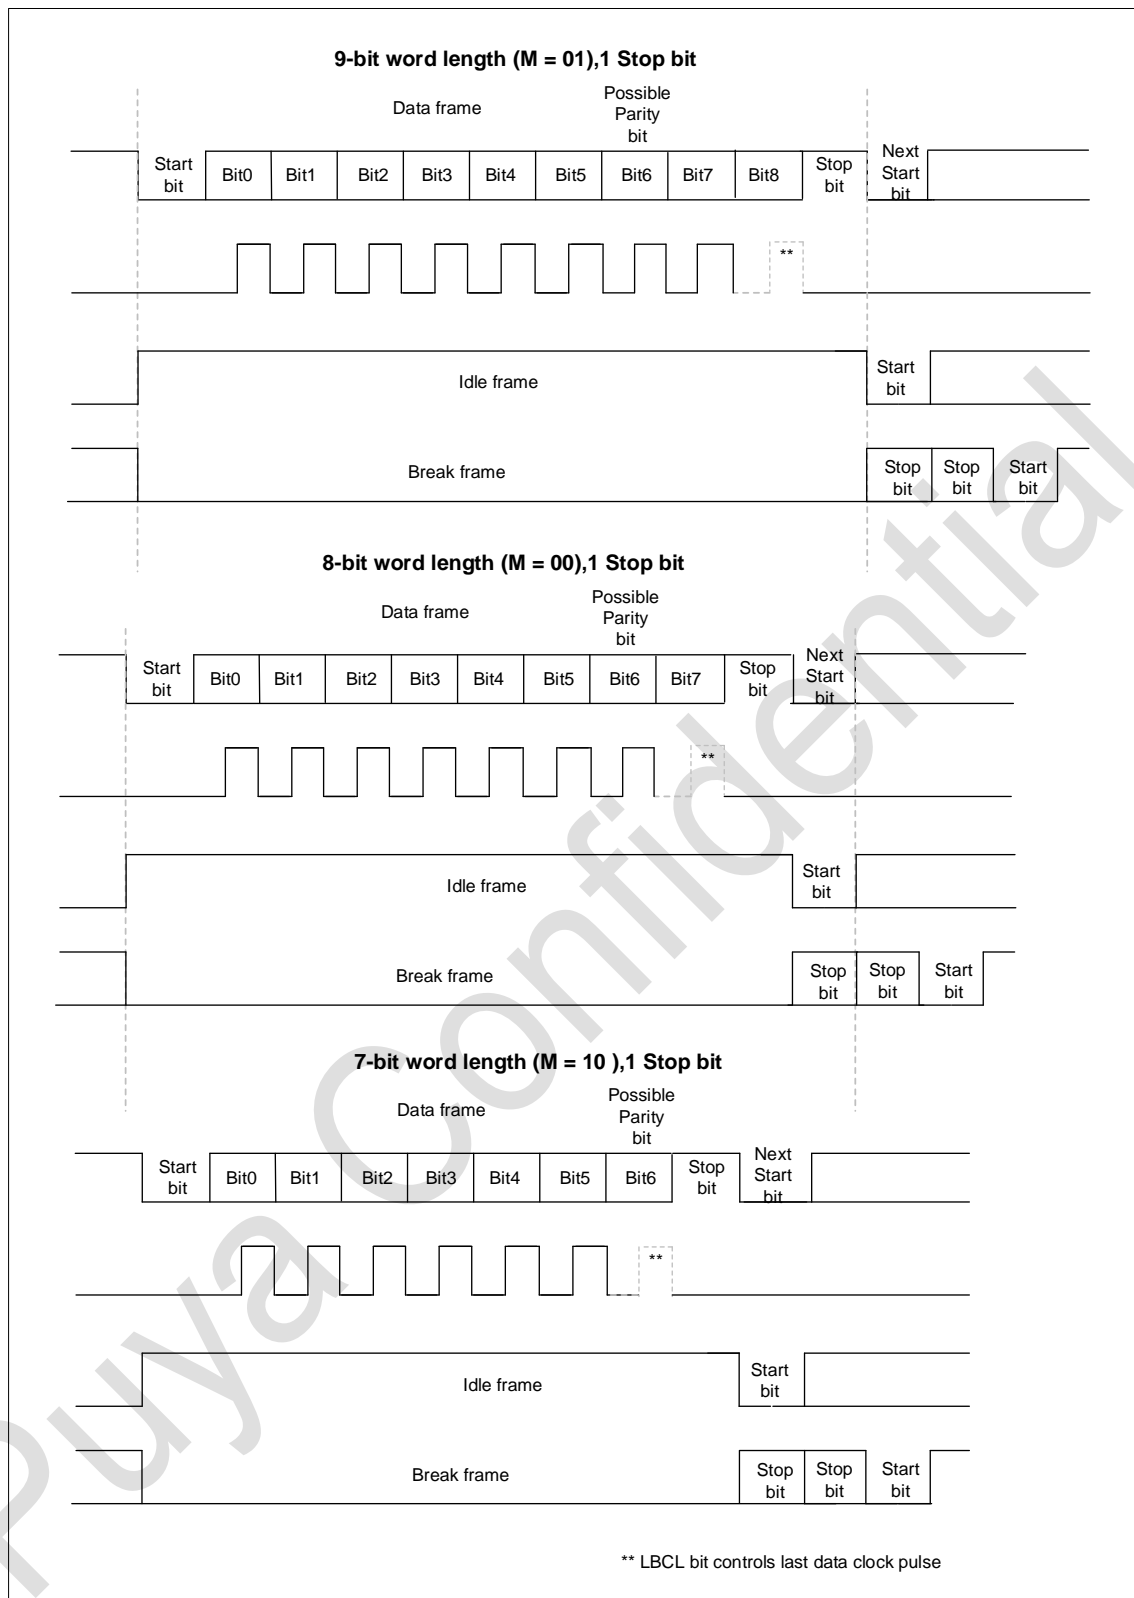 9-bit word length (M = 01),1 Stop bit
Data frame
Possible
Parity
bit
Start
bit
Bit0 Bit1 Bit2 Bit3 Bit4 Bit5 Bit6 Bit7 Bit8
Stop
bit
Next
Start
bit
**
Idle frame
Start
bit
Break frame
Stop
bit
Stop
bit
Start
bit
8-bit word length (M = 00),1 Stop bit
Data frame
Possible
Parity
bit
Start
bit
Bit0 Bit1 Bit2 Bit3 Bit4 Bit5 Bit6 Bit7
Stop
bit
Next
Start
bit
**
Idle frame
Start
bit
Break frame
Stop
bit
Stop
bit
Start
bit
7-bit word length (M = 10 ),1 Stop bit
Data frame
Possible
Parity
bit
Start
bit
Bit0 Bit1 Bit2 Bit3 Bit4 Bit5 Bit6
Stop
bit
Next
Start
bit
**
Idle frame
Start
bit
Break frame
Stop
bit
Stop
bit
Start
bit
** LBCL bit controls last data clock pulse
Puya Confidential